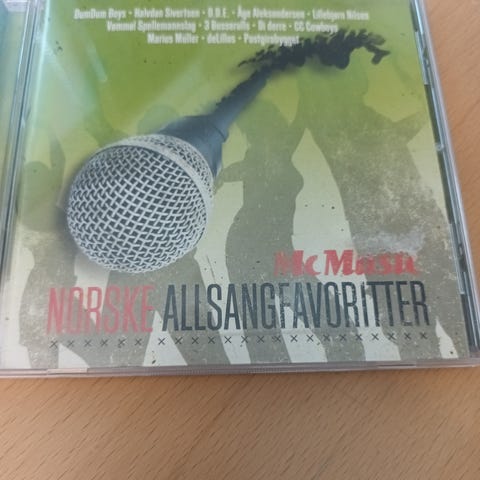 DumDum Boys • Halvdan Sivertsen • D.D.E. • Åge Aleksandersen • Lillebjørn Nilsen
Vømmøl Spellmannslag • 3 Busserulls • Di derre • CC Cowboys
Marius Müller • deLillos • Postgirobygget
McMusic
NORSKE ALLSANGFAVORITTER